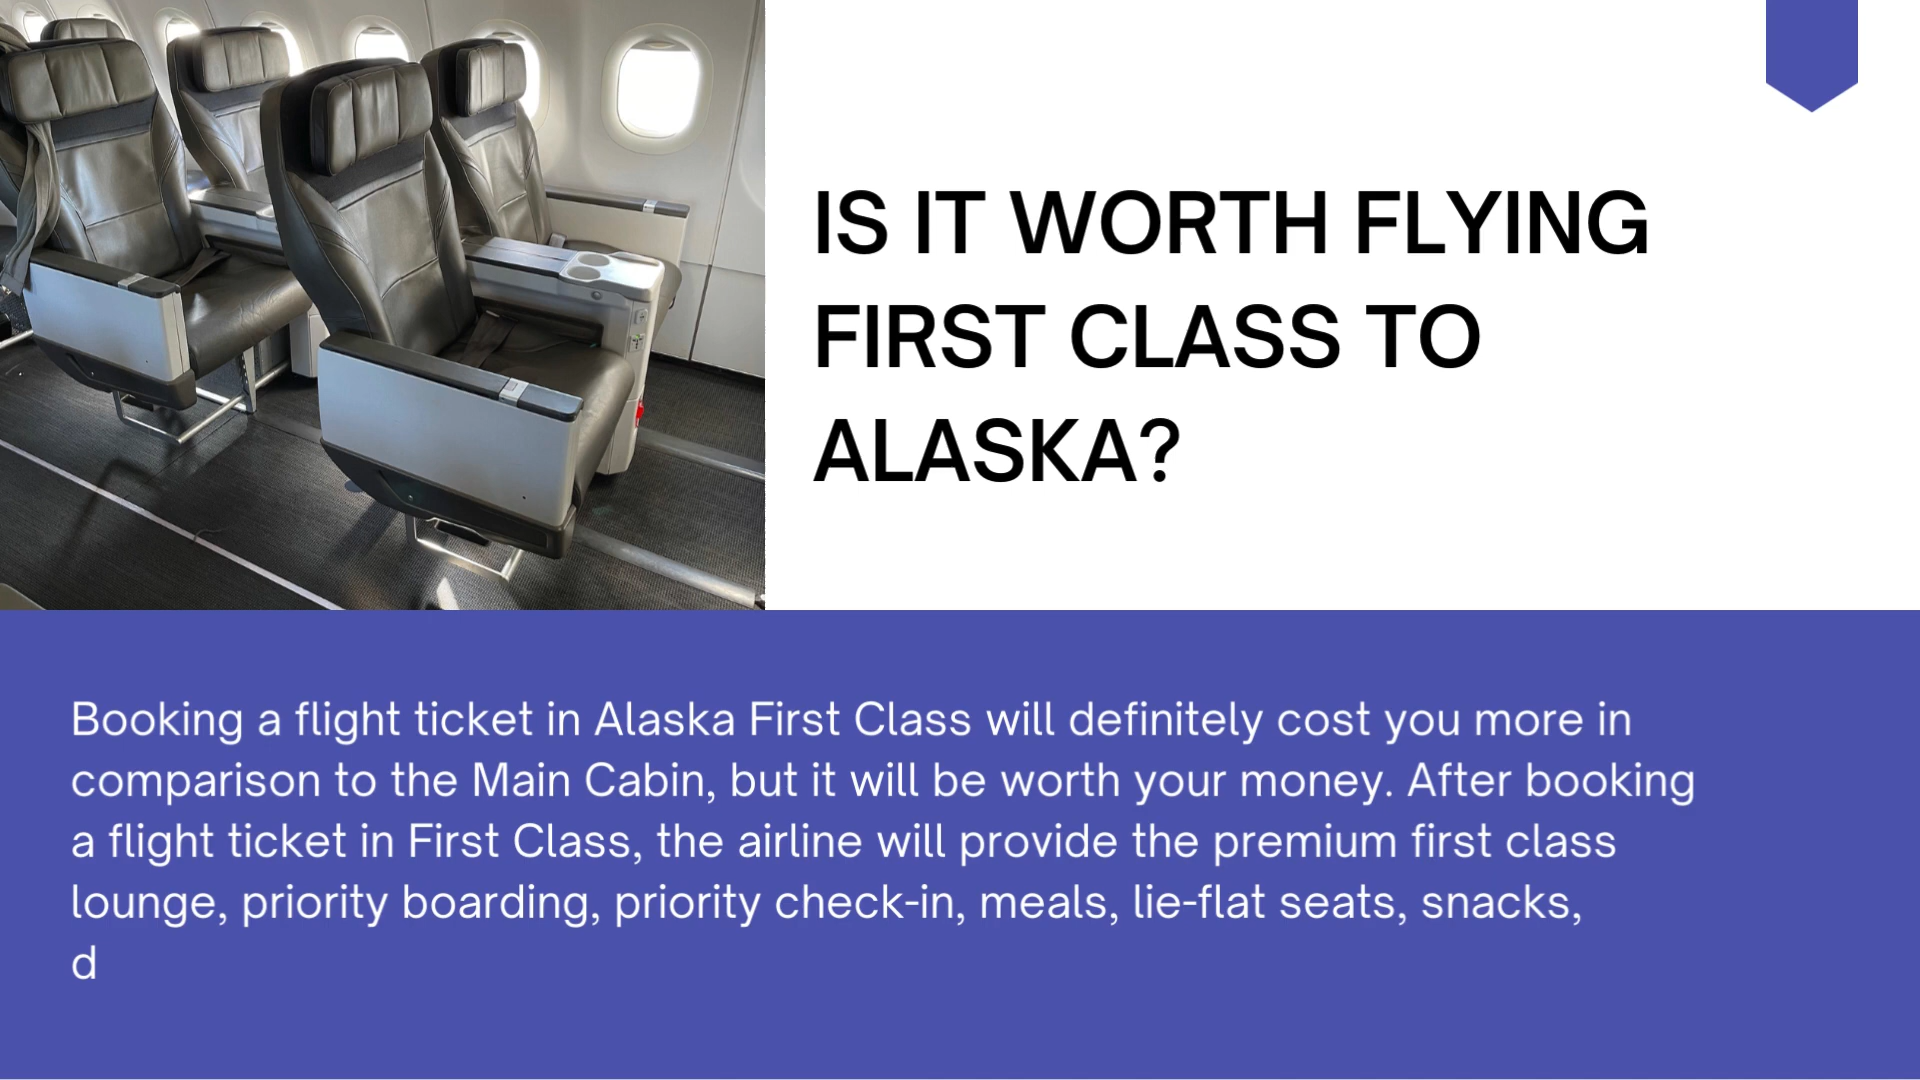 IS IT WORTH FLYING
FIRST CLASS TO
ALASKA?
Booking a flight ticket in Alaska First Class will definitely cost you more in
comparison to the Main Cabin, but it will be worth your money. After booking
a flight ticket in First Class, the airline will provide the premium first class
lounge, priority boarding, priority check-in, meals, lie-flat seats, snacks,
d